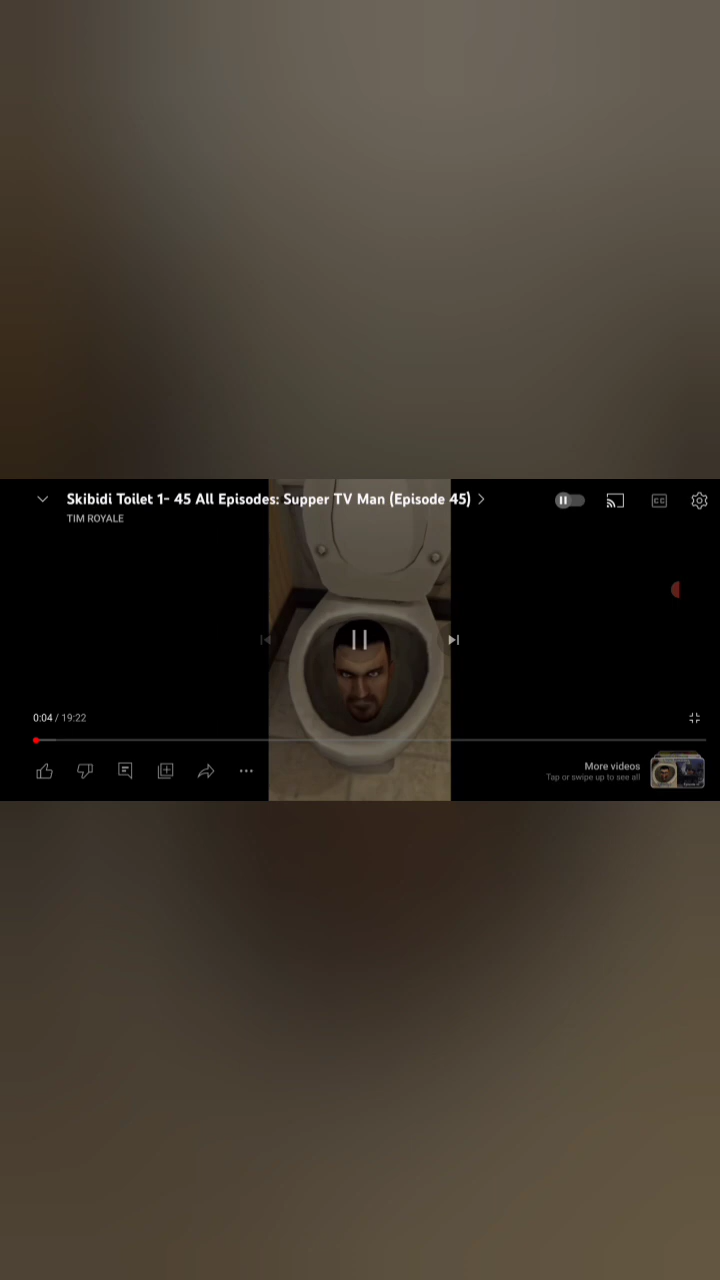 Skibidi Toilet 1- 45 All Episodes: Supper TV Man (Episode 45)
TIM ROYALE
CC
0:04 / 19:22
More videos
Tap or swipe up to see all